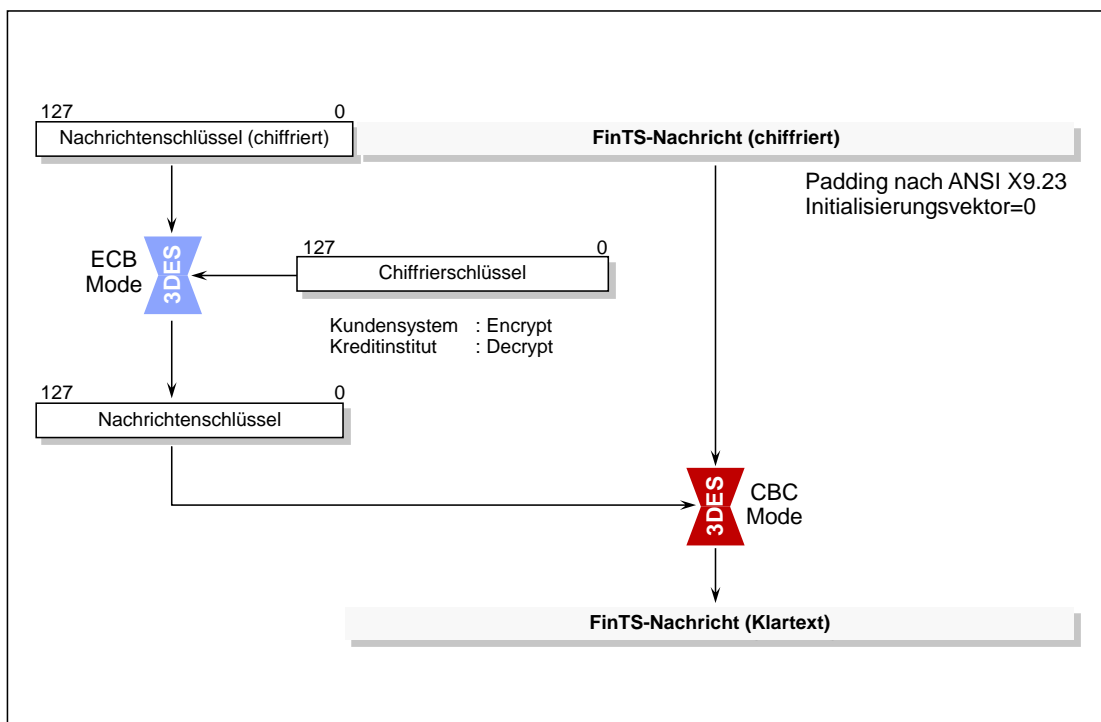 127 0
Nachrichtenschlüssel (chiffriert)
FinTS-Nachricht (chiffriert)
Padding nach ANSI X9.23
Initialisierungsvektor=0
ECB
Mode
3DES
127 0
Chiffrierschlüssel
Kundensystem : Encrypt
Kreditinstitut : Decrypt
127 0
Nachrichtenschlüssel
3DES
CBC
Mode
FinTS-Nachricht (Klartext)